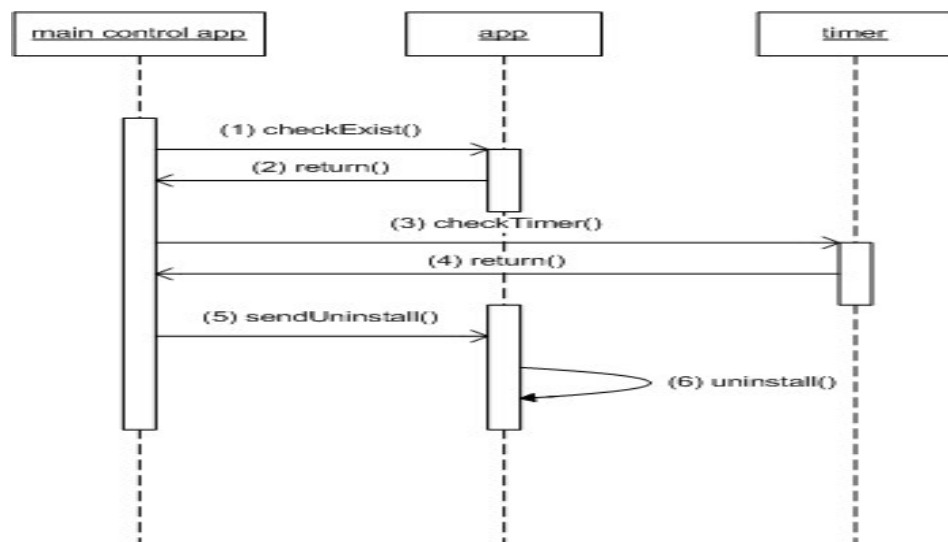 main control app
app
timer
(1) checkExist()
(2) return()
(3) checkTimer()
(4) return()
(5) sendUninstall()
(6) uninstall()